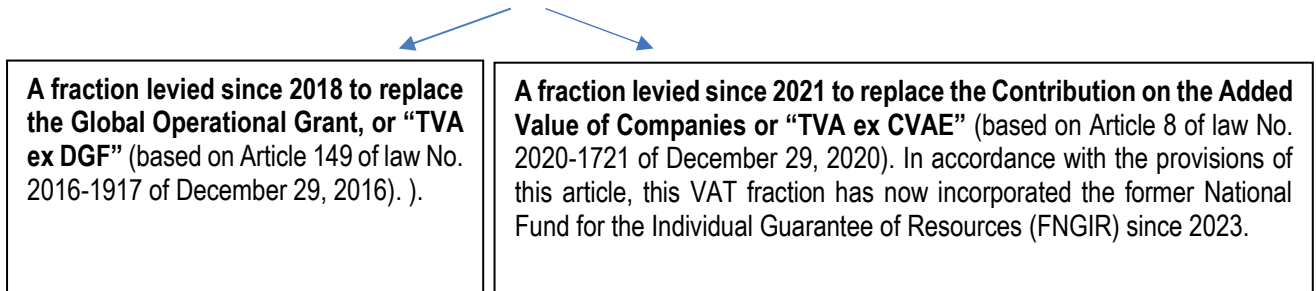 A fraction levied since 2018 to replace
the Global Operational Grant, or “TVA
ex DGF” (based on Article 149 of law No.
2016-1917 of December 29, 2016). ).
A fraction levied since 2021 to replace the Contribution on the Added
Value of Companies or “TVA ex CVAE” (based on Article 8 of law No.
2020-1721 of December 29, 2020). In accordance with the provisions of
this article, this VAT fraction has now incorporated the former National
Fund for the Individual Guarantee of Resources (FNGIR) since 2023.